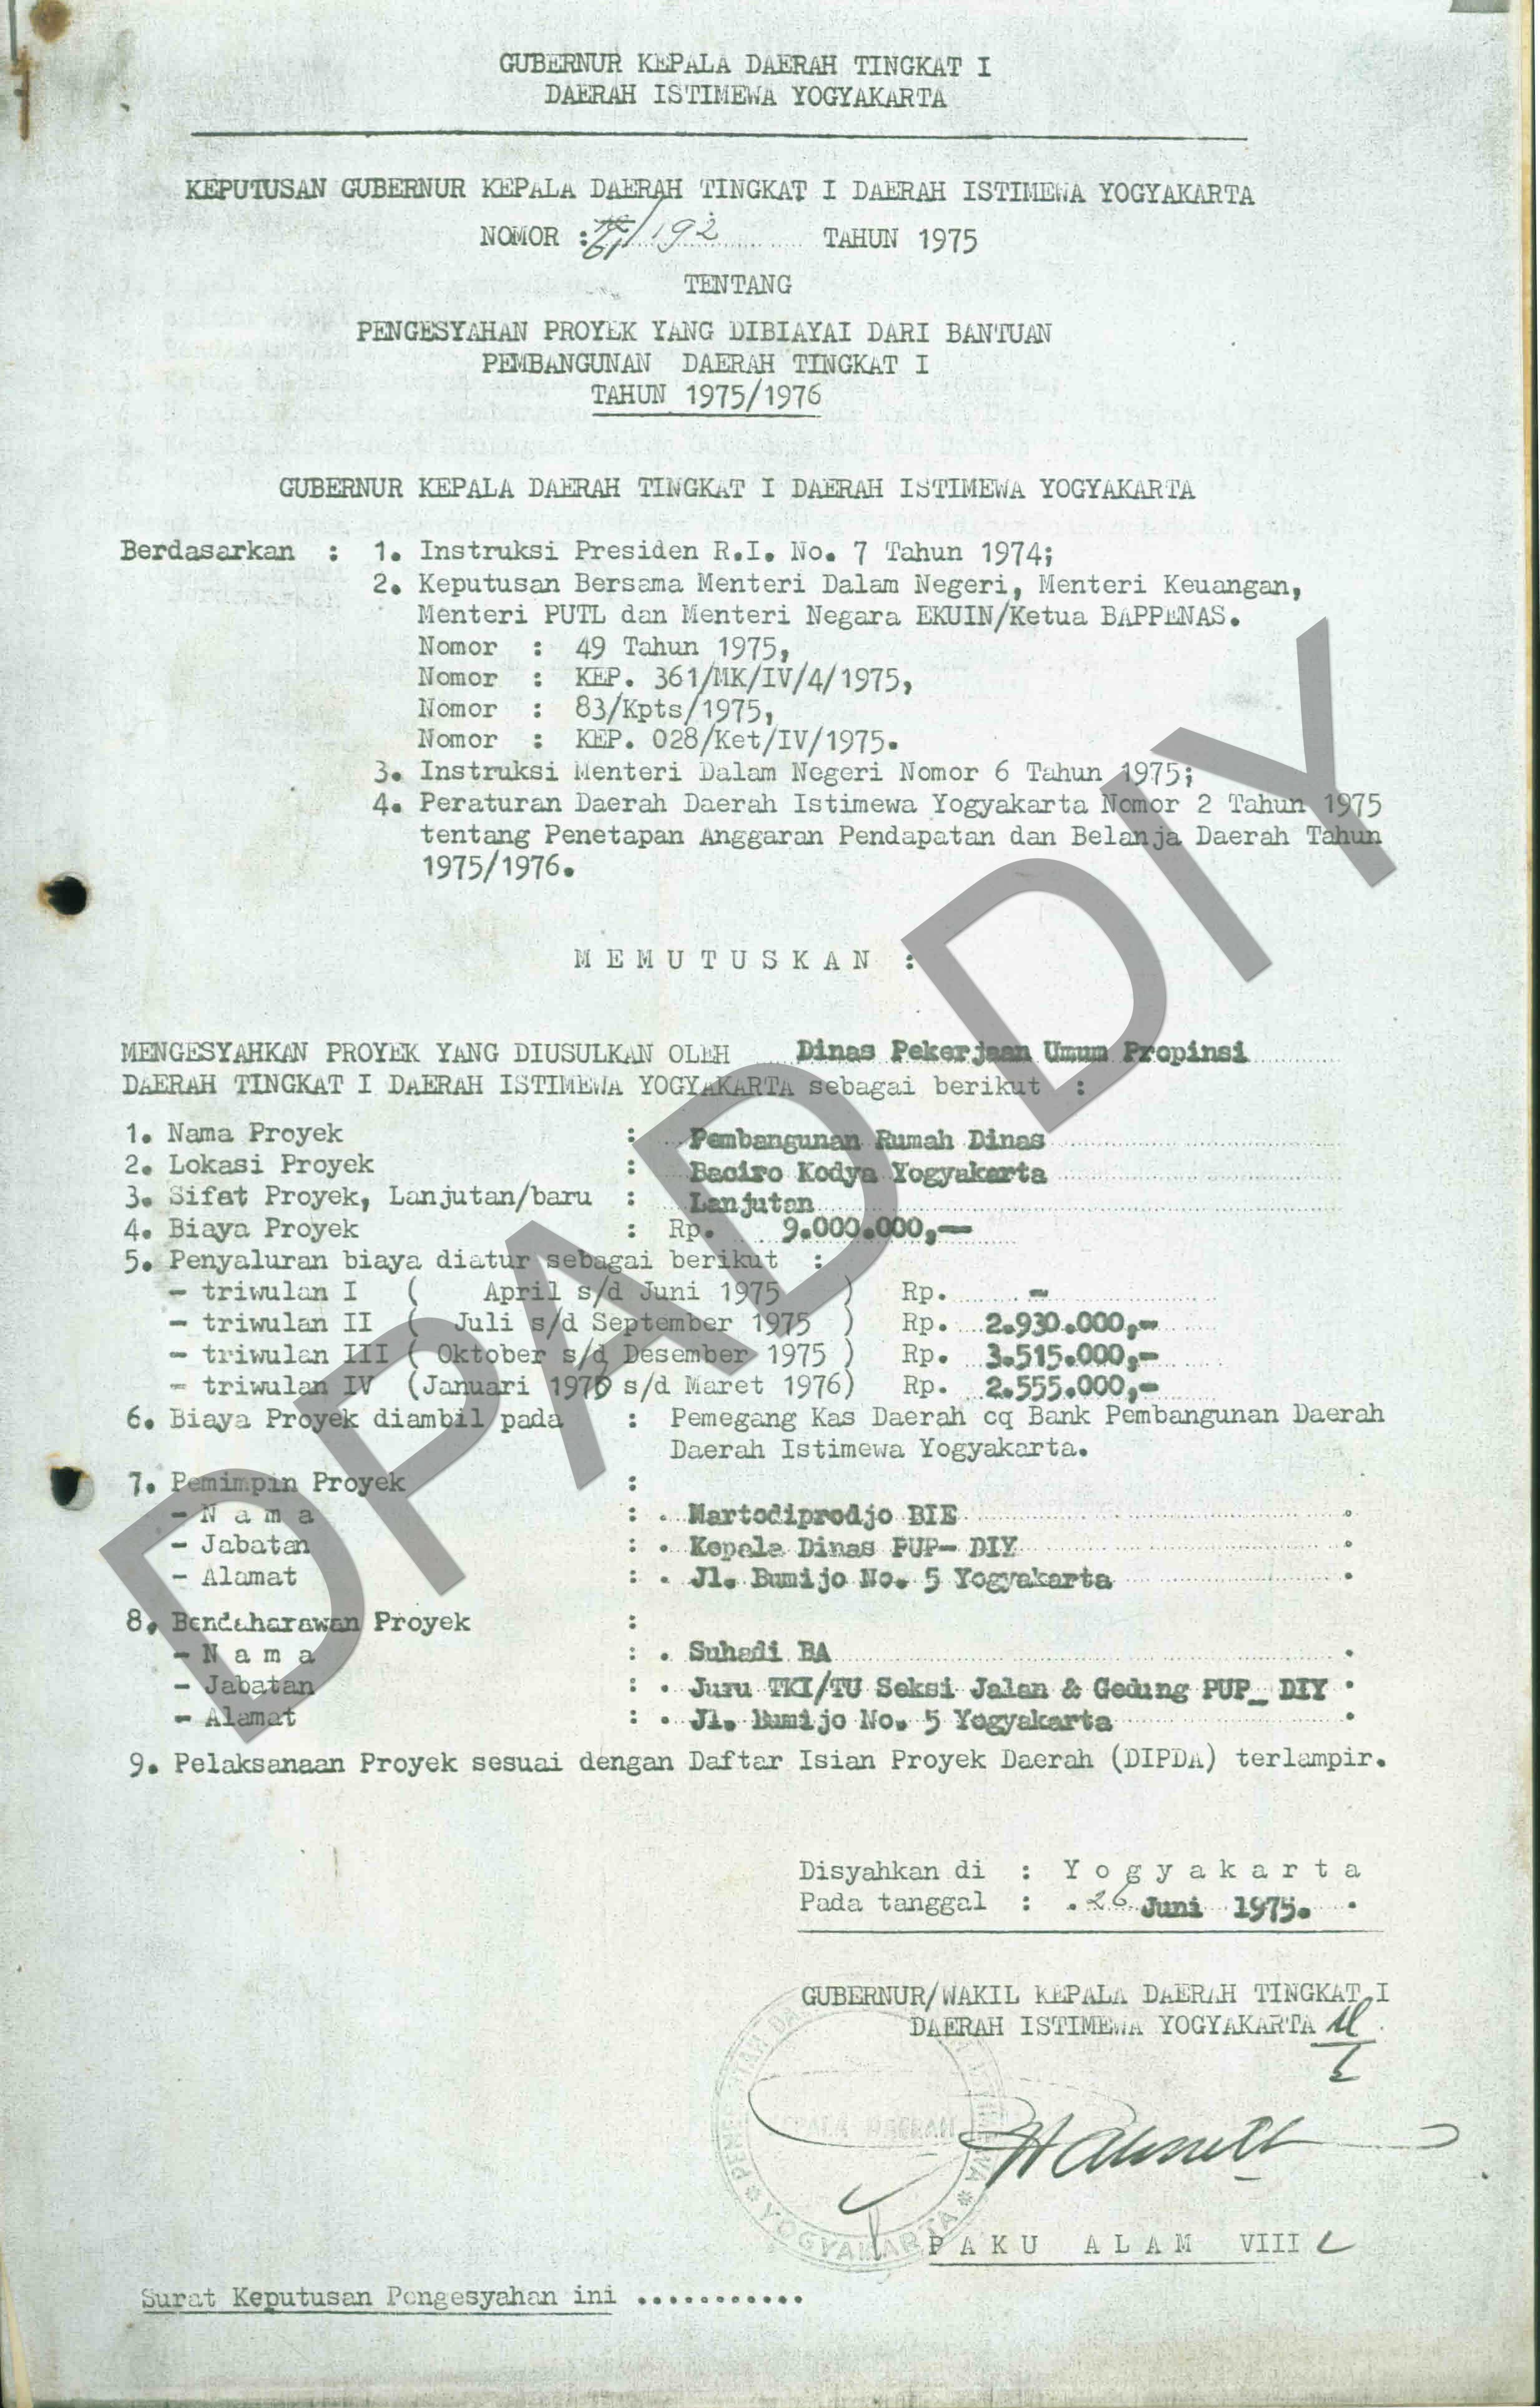 GUBERNUR KEPALA DAERAH TINGKAT I
DAERAH ISTIMEWA YOGYAKARTA
KEPUTUSAN GUBERNUR KEPALA DAERAH TINGKAT I DAERAH ISTIMEWA YOGYAKARTA
NOMOR : /192 TAHUN 1975
TENTANG
PENGESYAHAN PROYEK YANG DIBIAYAI DARI BANTUAN
PEMBANGUNAN DAERAH TINGKAT I
TAHUN 1975/1976
GUBERNUR KEPALA DAERAH TINGKAT I DAERAH ISTIMEWA YOGYAKARTA
Berdasarkan : 1. Instruksi Presiden R.I. No. 7 Tahun 1974;
2. Keputusan Bersama Menteri Dalam Negeri, Menteri Keuangan,
Menteri PUTL dan Menteri Negara EKUIN/Ketua BAPPENAS.
Nomor : 49 Tahun 1975,
Nomor : KEP. 361/MK/IV/4/1975,
Nomor : 83/Kpts/1975,
Nomor : KEP. 028/Ket/IV/1975.
3. Instruksi Menteri Dalam Negeri Nomor 6 Tahun 1975;
4. Peraturan Daerah Daerah Istimewa Yogyakarta Nomor 2 Tahun 1975
tentang Penetapan Anggaran Pendapatan dan Belanja Daerah Tahun
1975/1976.
M E M U T U S K A N :
MENGESYAHKAN PROYEK YANG DIUSULKAN OLEH Dinas Pekerjaan Umum Propinsi
DAERAH TINGKAT I DAERAH ISTIMEWA YOGYAKARTA sebagai berikut :
1. Nama Proyek : Pembangunan Rumah Dinas
2. Lokasi Proyek : Baciro Kodya Yogyakarta
3. Sifat Proyek, Lanjutan/baru : Lanjutan
4. Biaya Proyek : Rp. 9.000.000,—
5. Penyaluran biaya diatur sebagai berikut :
- triwulan I ( April s/d Juni 1975 ) Rp. -
- triwulan II ( Juli s/d September 1975 ) Rp. 2.930.000,-
- triwulan III ( Oktober s/d Desember 1975 ) Rp. 3.515.000,-
- triwulan IV (Januari 1976 s/d Maret 1976) Rp. 2.555.000,-
6. Biaya Proyek diambil pada : Pemegang Kas Daerah cq Bank Pembangunan Daerah
Daerah Istimewa Yogyakarta.
7. Pemimpin Proyek :
- N a m a : Martodiprodjo BIE
- Jabatan : Kepala Dinas PUP- DIY
- Alamat : Jl. Bumijo No. 5 Yogyakarta
8. Bendaharawan Proyek :
- N a m a : Suhadi BA
- Jabatan : Juru TKI/TU Seksi Jalan & Gedung PUP_ DIY
- Alamat : Jl. Bumijo No. 5 Yogyakarta
9. Pelaksanaan Proyek sesuai dengan Daftar Isian Proyek Daerah (DIPDA) terlampir.
Disyahkan di : Y o g y a k a r t a
Pada tanggal : 26 Juni 1975.
GUBERNUR/WAKIL KEPALA DAERAH TINGKAT I
DAERAH ISTIMEWA YOGYAKARTA
KEPALA DAERAH
YOGYAKARTA
P A K U A L A M VIII
Surat Keputusan Pengesyahan ini ...........
DPAD DIY